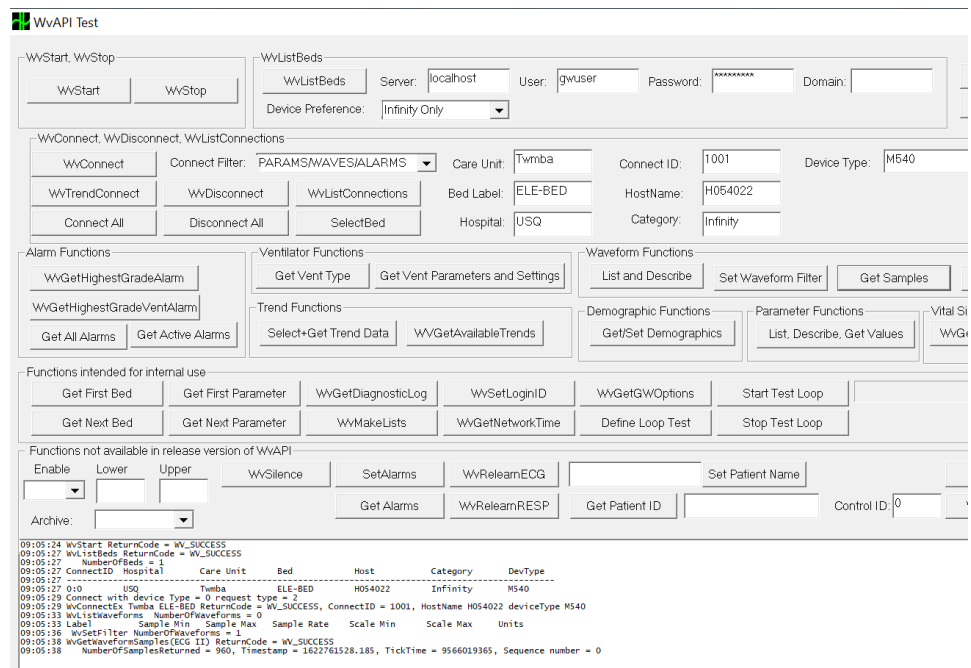 WvAPI Test
WvStart, WvStop
WvStart WvStop
WvListBeds
WvListBeds Server: localhost User: gwuser Password: ********* Domain:
Device Preference: Infinity Only
WvConnect, WvDisconnect, WvListConnections
WvConnect Connect Filter: PARAMS/WAVES/ALARMS Care Unit: Twmba Connect ID: 1001 Device Type: M540
WvTrendConnect WvDisconnect WvListConnections Bed Label: ELE-BED HostName: H054022
Connect All Disconnect All SelectBed Hospital: USQ Category: Infinity
Alarm Functions
WvGetHighestGradeAlarm
WvGetHighestGradeVentAlarm
Get All Alarms Get Active Alarms
Ventilator Functions
Get Vent Type Get Vent Parameters and Settings
Waveform Functions
List and Describe Set Waveform Filter Get Samples
Trend Functions
Select+Get Trend Data WVGetAvailableTrends
Demographic Functions
Get/Set Demographics
Parameter Functions
List, Describe, Get Values
Vital Si
WvGe
Functions intended for internal use
Get First Bed Get First Parameter WvGetDiagnosticLog WvSetLoginID WvGetGWOptions Start Test Loop
Get Next Bed Get Next Parameter WvMakeLists WvGetNetworkTime Define Loop Test Stop Test Loop
Functions not available in release version of WvAPI
Enable Lower Upper WvSilence SetAlarms WvRelearnECG Set Patient Name
Get Alarms WvRelearnRESP Get Patient ID Control ID: 0
Archive:
09:05:24 WvStart ReturnCode = WV_SUCCESS
09:05:27 WvListBeds ReturnCode = WV_SUCCESS
09:05:27 NumberOfBeds = 1
09:05:27 ConnectID Hospital Care Unit Bed Host Category DevType
09:05:27 --------------------------------------------------------------------------------
09:05:27 0:0 USQ Twmba ELE-BED H054022 Infinity M540
09:05:29 Connect with device Type = 0 request type = 2
09:05:29 WvConnectEx Twmba ELE-BED ReturnCode = WV_SUCCESS, ConnectID = 1001, HostName H054022 deviceType M540
09:05:33 WvListWaveforms NumberOfWaveforms = 0
09:05:33 Label Sample Min Sample Max Sample Rate Scale Min Scale Max Units
09:05:36 WvSetFilter NumberOfWaveforms = 1
09:05:38 WvGetWaveformSamples(ECG II) ReturnCode = WV_SUCCESS
09:05:38 NumberOfSamplesReturned = 960, Timestamp = 1622761528.185, TickTime = 9566019365, Sequence number = 0